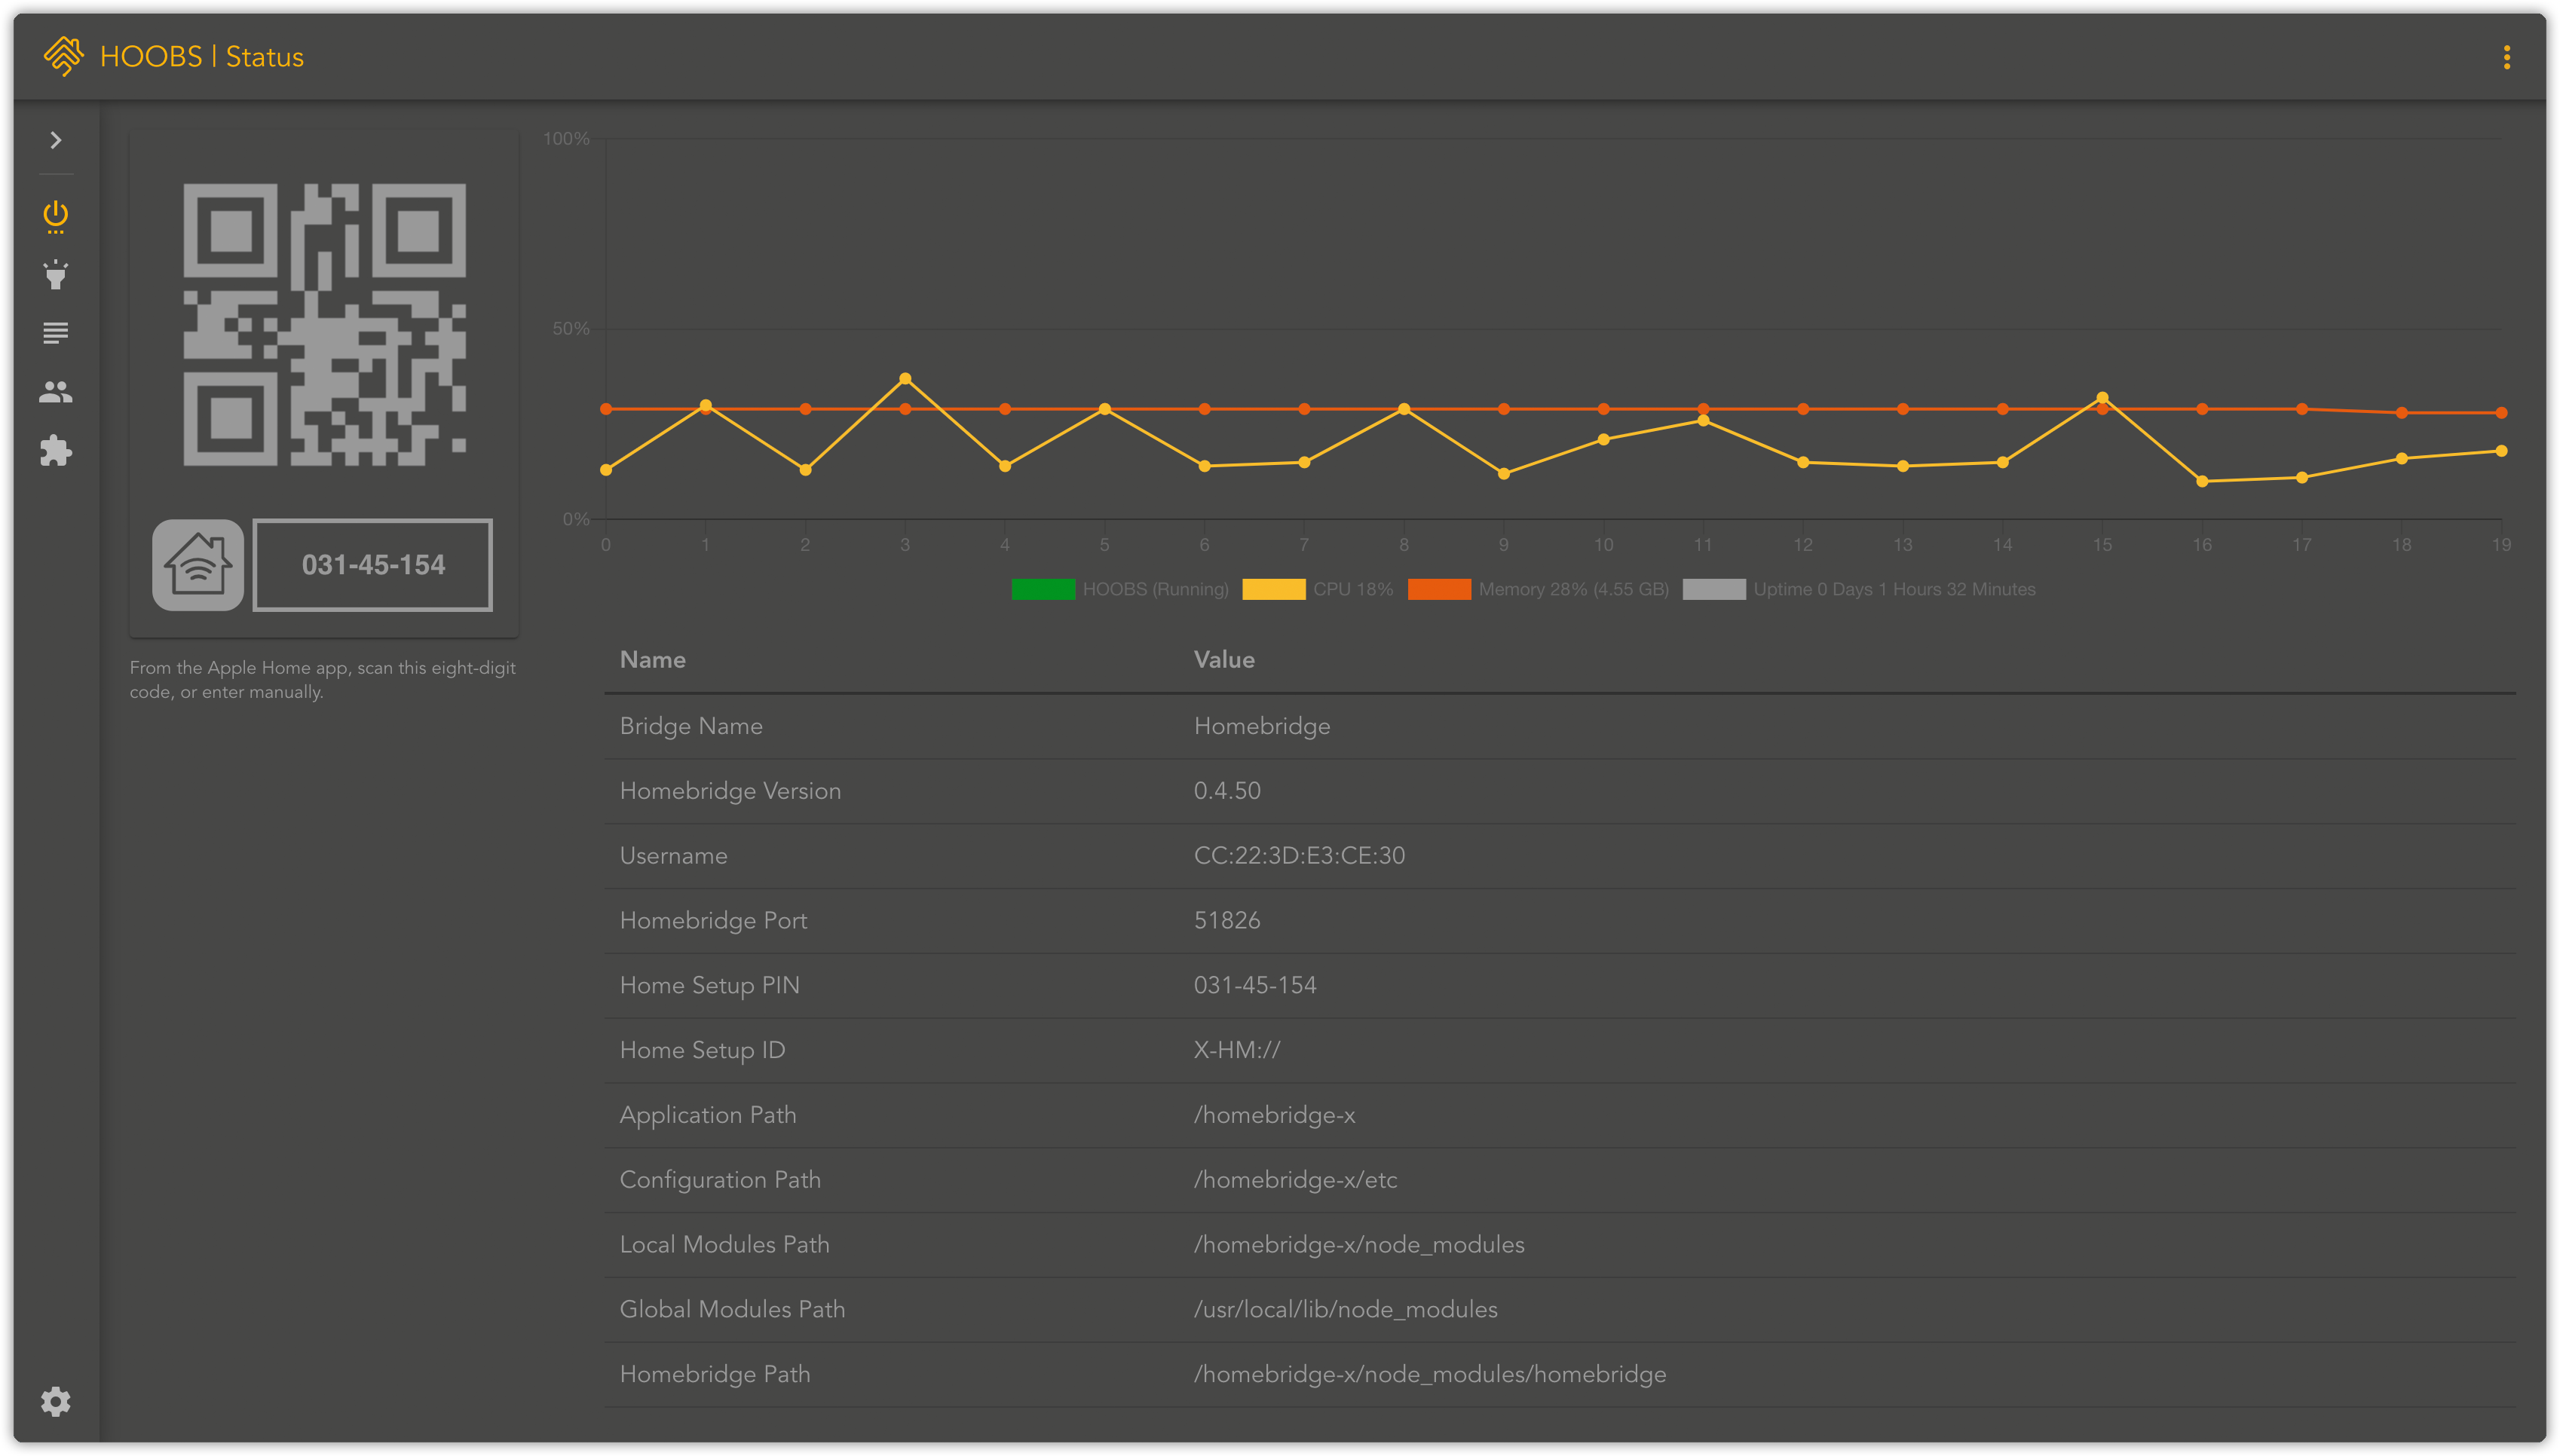 HOOBS | Status
031-45-154
From the Apple Home app, scan this eight-digit
code, or enter manually.
100%
50%
0%
0 1 2 3 4 5 6 7 8 9 10 11 12 13 14 15 16 17 18 19
HOOBS (Running) CPU 18% Memory 28% (4.55 GB) Uptime 0 Days 1 Hours 32 Minutes
Name Value
Bridge Name Homebridge
Homebridge Version 0.4.50
Username CC:22:3D:E3:CE:30
Homebridge Port 51826
Home Setup PIN 031-45-154
Home Setup ID X-HM://
Application Path /homebridge-x
Configuration Path /homebridge-x/etc
Local Modules Path /homebridge-x/node_modules
Global Modules Path /usr/local/lib/node_modules
Homebridge Path /homebridge-x/node_modules/homebridge